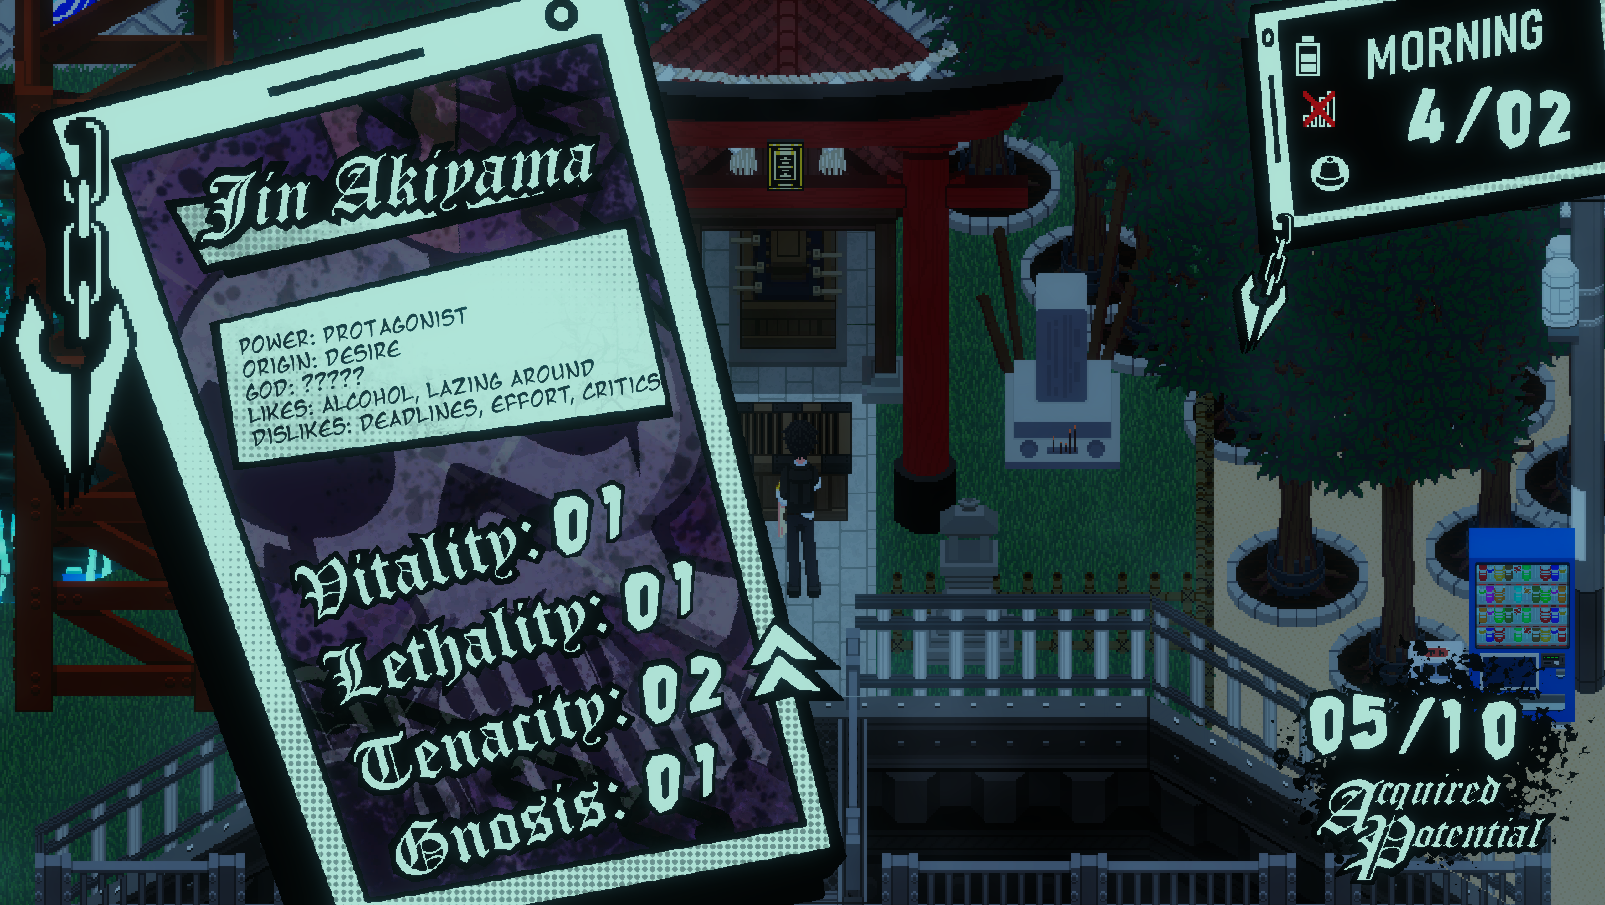 Jin Akiyama
POWER: PROTAGONIST
ORIGIN: DESIRE
GOD: ?????
LIKES: ALCOHOL, LAZING AROUND
DISLIKES: DEADLINES, EFFORT, CRITICS
Vitality: 01
Lethality: 01
Tenacity: 02
Gnosis: 01
MORNING
4/02
05/10
Acquired
Potential